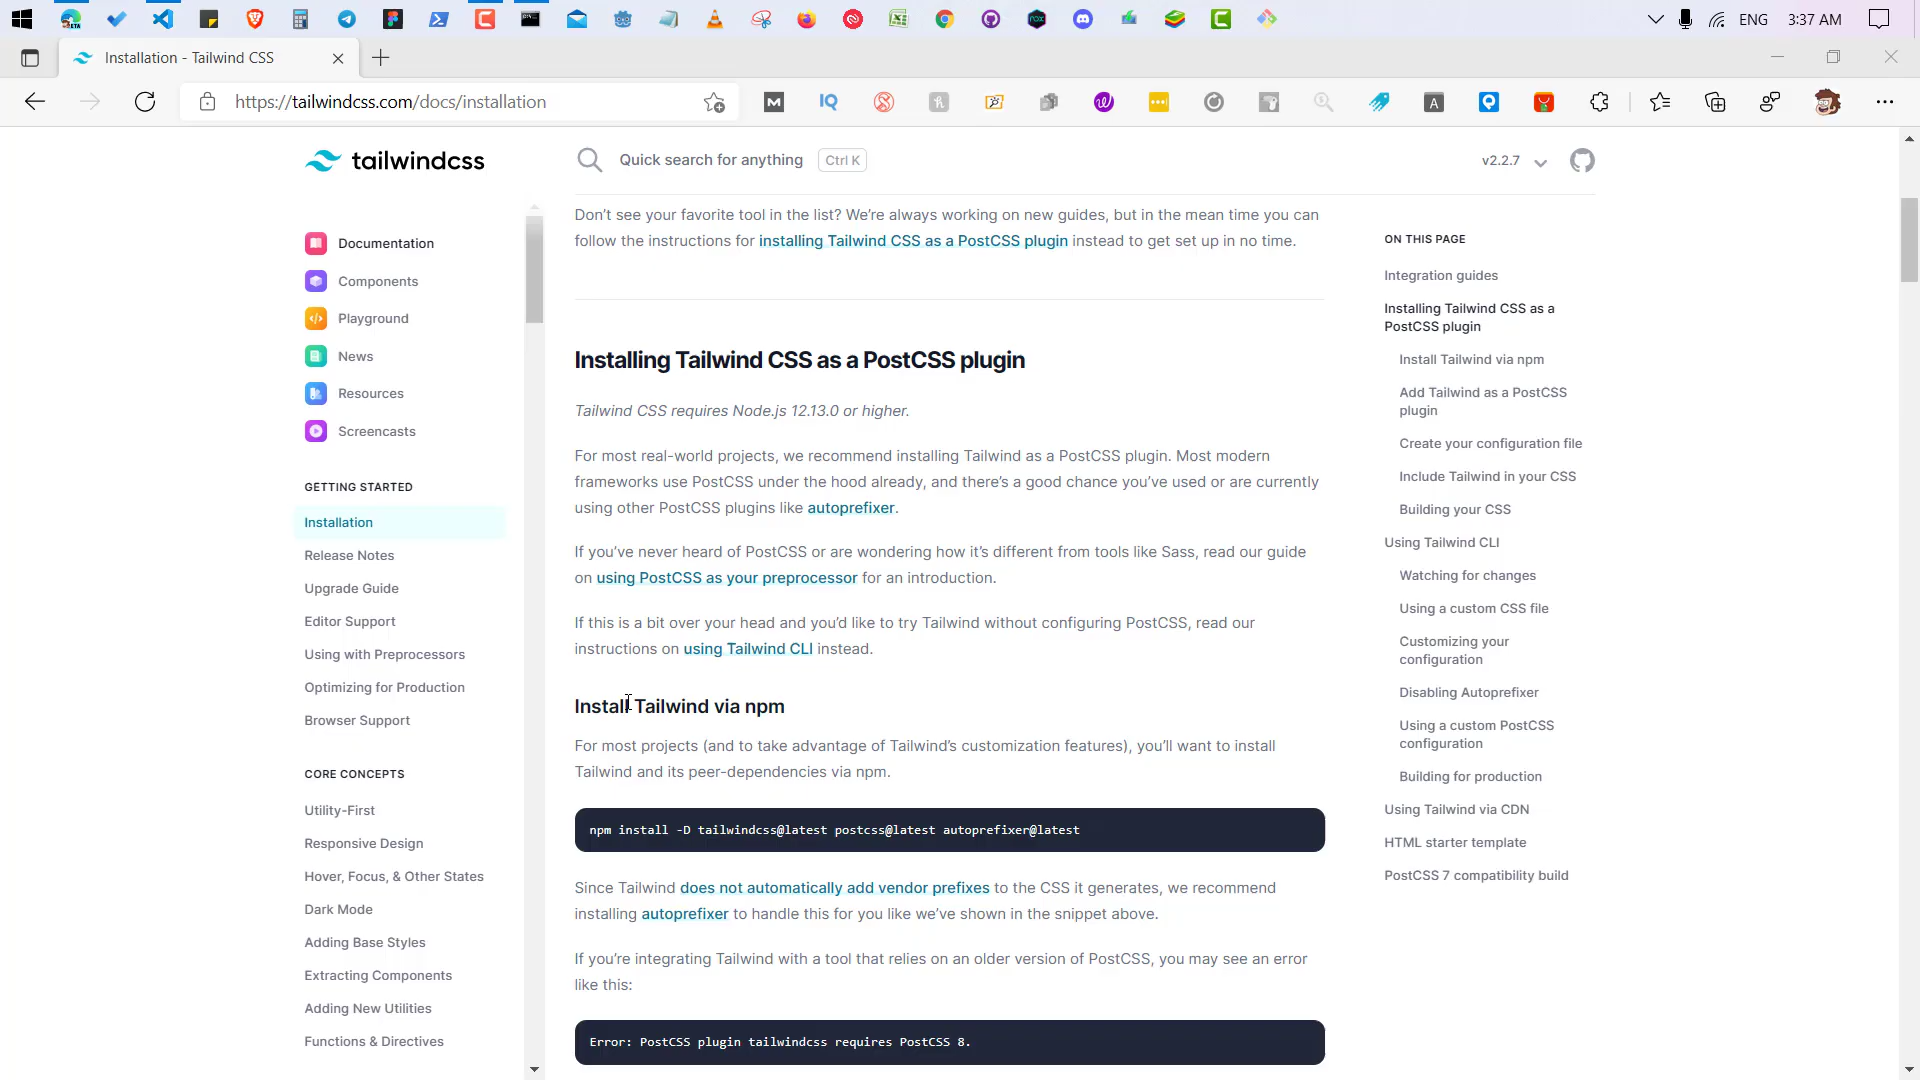 ENG
3:37 AM
Installation - Tailwind CSS
https://tailwindcss.com/docs/installation
tailwindcss
Quick search for anything
Ctrl K
v2.2.7
Documentation
Components
Playground
News
Resources
Screencasts
GETTING STARTED
Installation
Release Notes
Upgrade Guide
Editor Support
Using with Preprocessors
Optimizing for Production
Browser Support
CORE CONCEPTS
Utility-First
Responsive Design
Hover, Focus, & Other States
Dark Mode
Adding Base Styles
Extracting Components
Adding New Utilities
Functions & Directives
Don’t see your favorite tool in the list? We’re always working on new guides, but in the mean time you can
follow the instructions for installing Tailwind CSS as a PostCSS plugin instead to get set up in no time.
Installing Tailwind CSS as a PostCSS plugin
Tailwind CSS requires Node.js 12.13.0 or higher.
For most real-world projects, we recommend installing Tailwind as a PostCSS plugin. Most modern
frameworks use PostCSS under the hood already, and there’s a good chance you’ve used or are currently
using other PostCSS plugins like autoprefixer.
If you’ve never heard of PostCSS or are wondering how it’s different from tools like Sass, read our guide
on using PostCSS as your preprocessor for an introduction.
If this is a bit over your head and you’d like to try Tailwind without configuring PostCSS, read our
instructions on using Tailwind CLI instead.
Install Tailwind via npm
For most projects (and to take advantage of Tailwind’s customization features), you’ll want to install
Tailwind and its peer-dependencies via npm.
npm install -D tailwindcss@latest postcss@latest autoprefixer@latest
Since Tailwind does not automatically add vendor prefixes to the CSS it generates, we recommend
installing autoprefixer to handle this for you like we’ve shown in the snippet above.
If you’re integrating Tailwind with a tool that relies on an older version of PostCSS, you may see an error
like this:
Error: PostCSS plugin tailwindcss requires PostCSS 8.
ON THIS PAGE
Integration guides
Installing Tailwind CSS as a
PostCSS plugin
Install Tailwind via npm
Add Tailwind as a PostCSS
plugin
Create your configuration file
Include Tailwind in your CSS
Building your CSS
Using Tailwind CLI
Watching for changes
Using a custom CSS file
Customizing your
configuration
Disabling Autoprefixer
Using a custom PostCSS
configuration
Building for production
Using Tailwind via CDN
HTML starter template
PostCSS 7 compatibility build